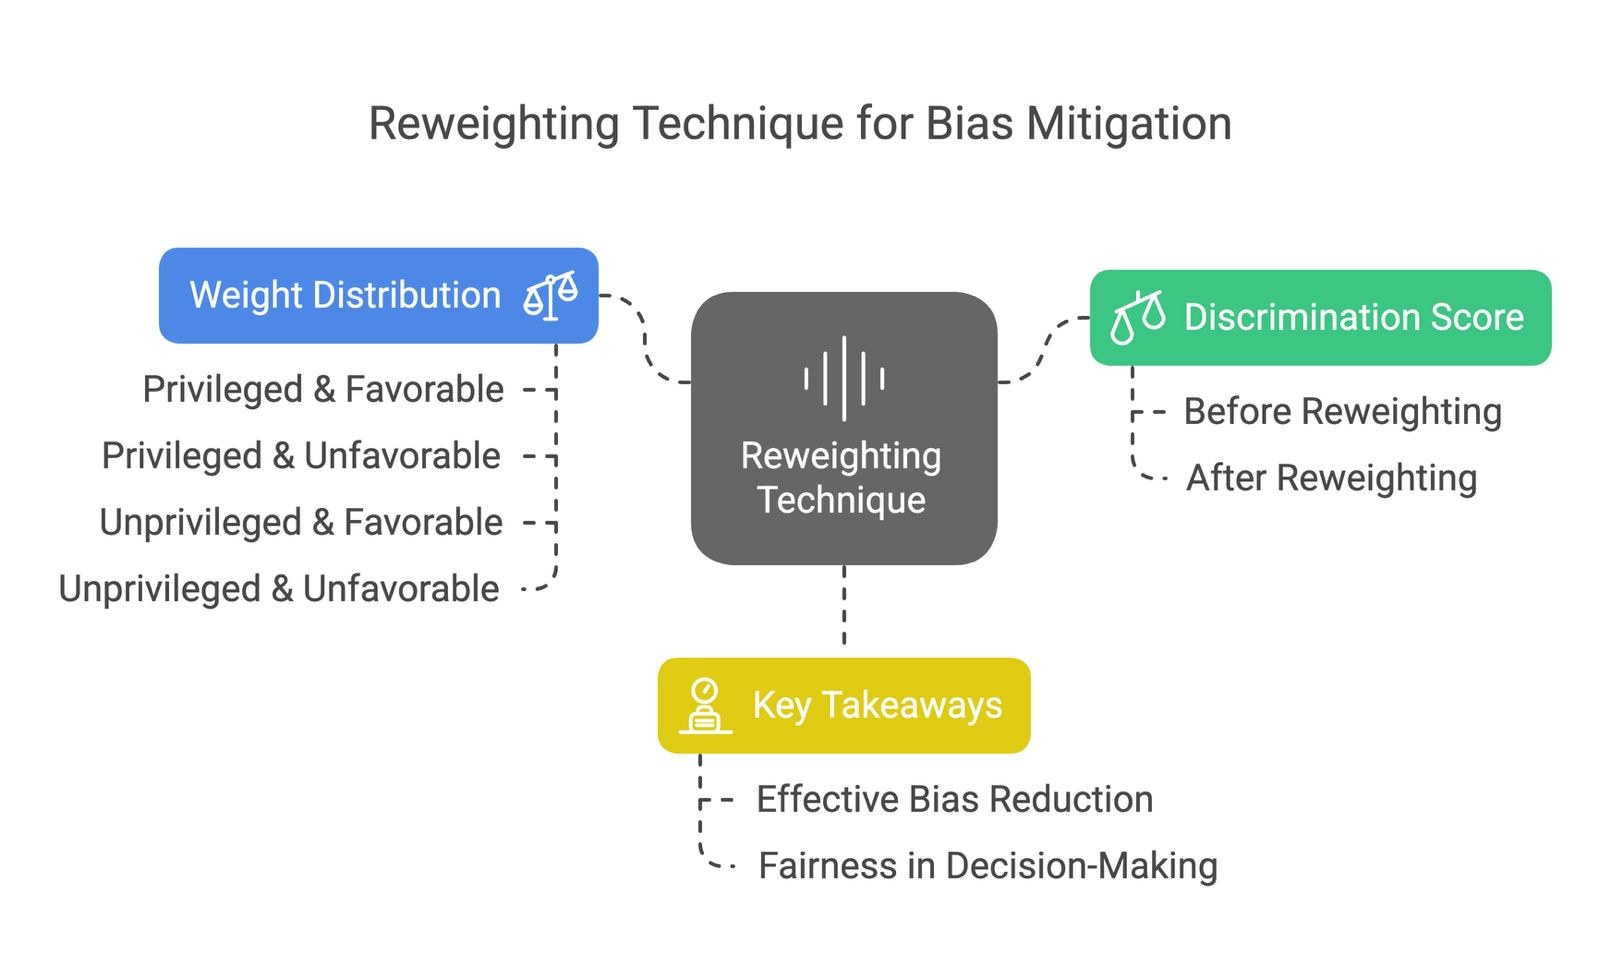 Reweighting Technique for Bias Mitigation
Weight Distribution
Privileged & Favorable
Privileged & Unfavorable
Unprivileged & Favorable
Unprivileged & Unfavorable
Reweighting
Technique
Discrimination Score
Before Reweighting
After Reweighting
Key Takeaways
Effective Bias Reduction
Fairness in Decision-Making